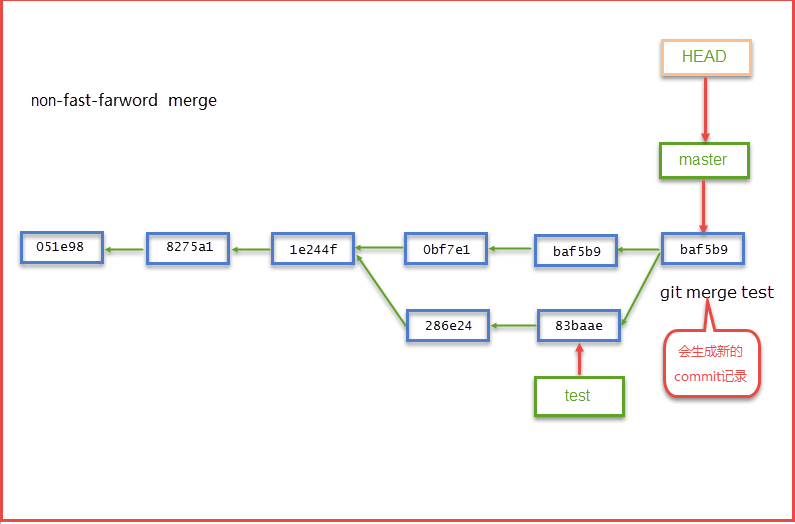 HEAD
non-fast-farword merge
master
051e98
8275a1
1e244f
0bf7e1
baf5b9
baf5b9
git merge test
286e24
83baae
会生成新的
commit记录
test